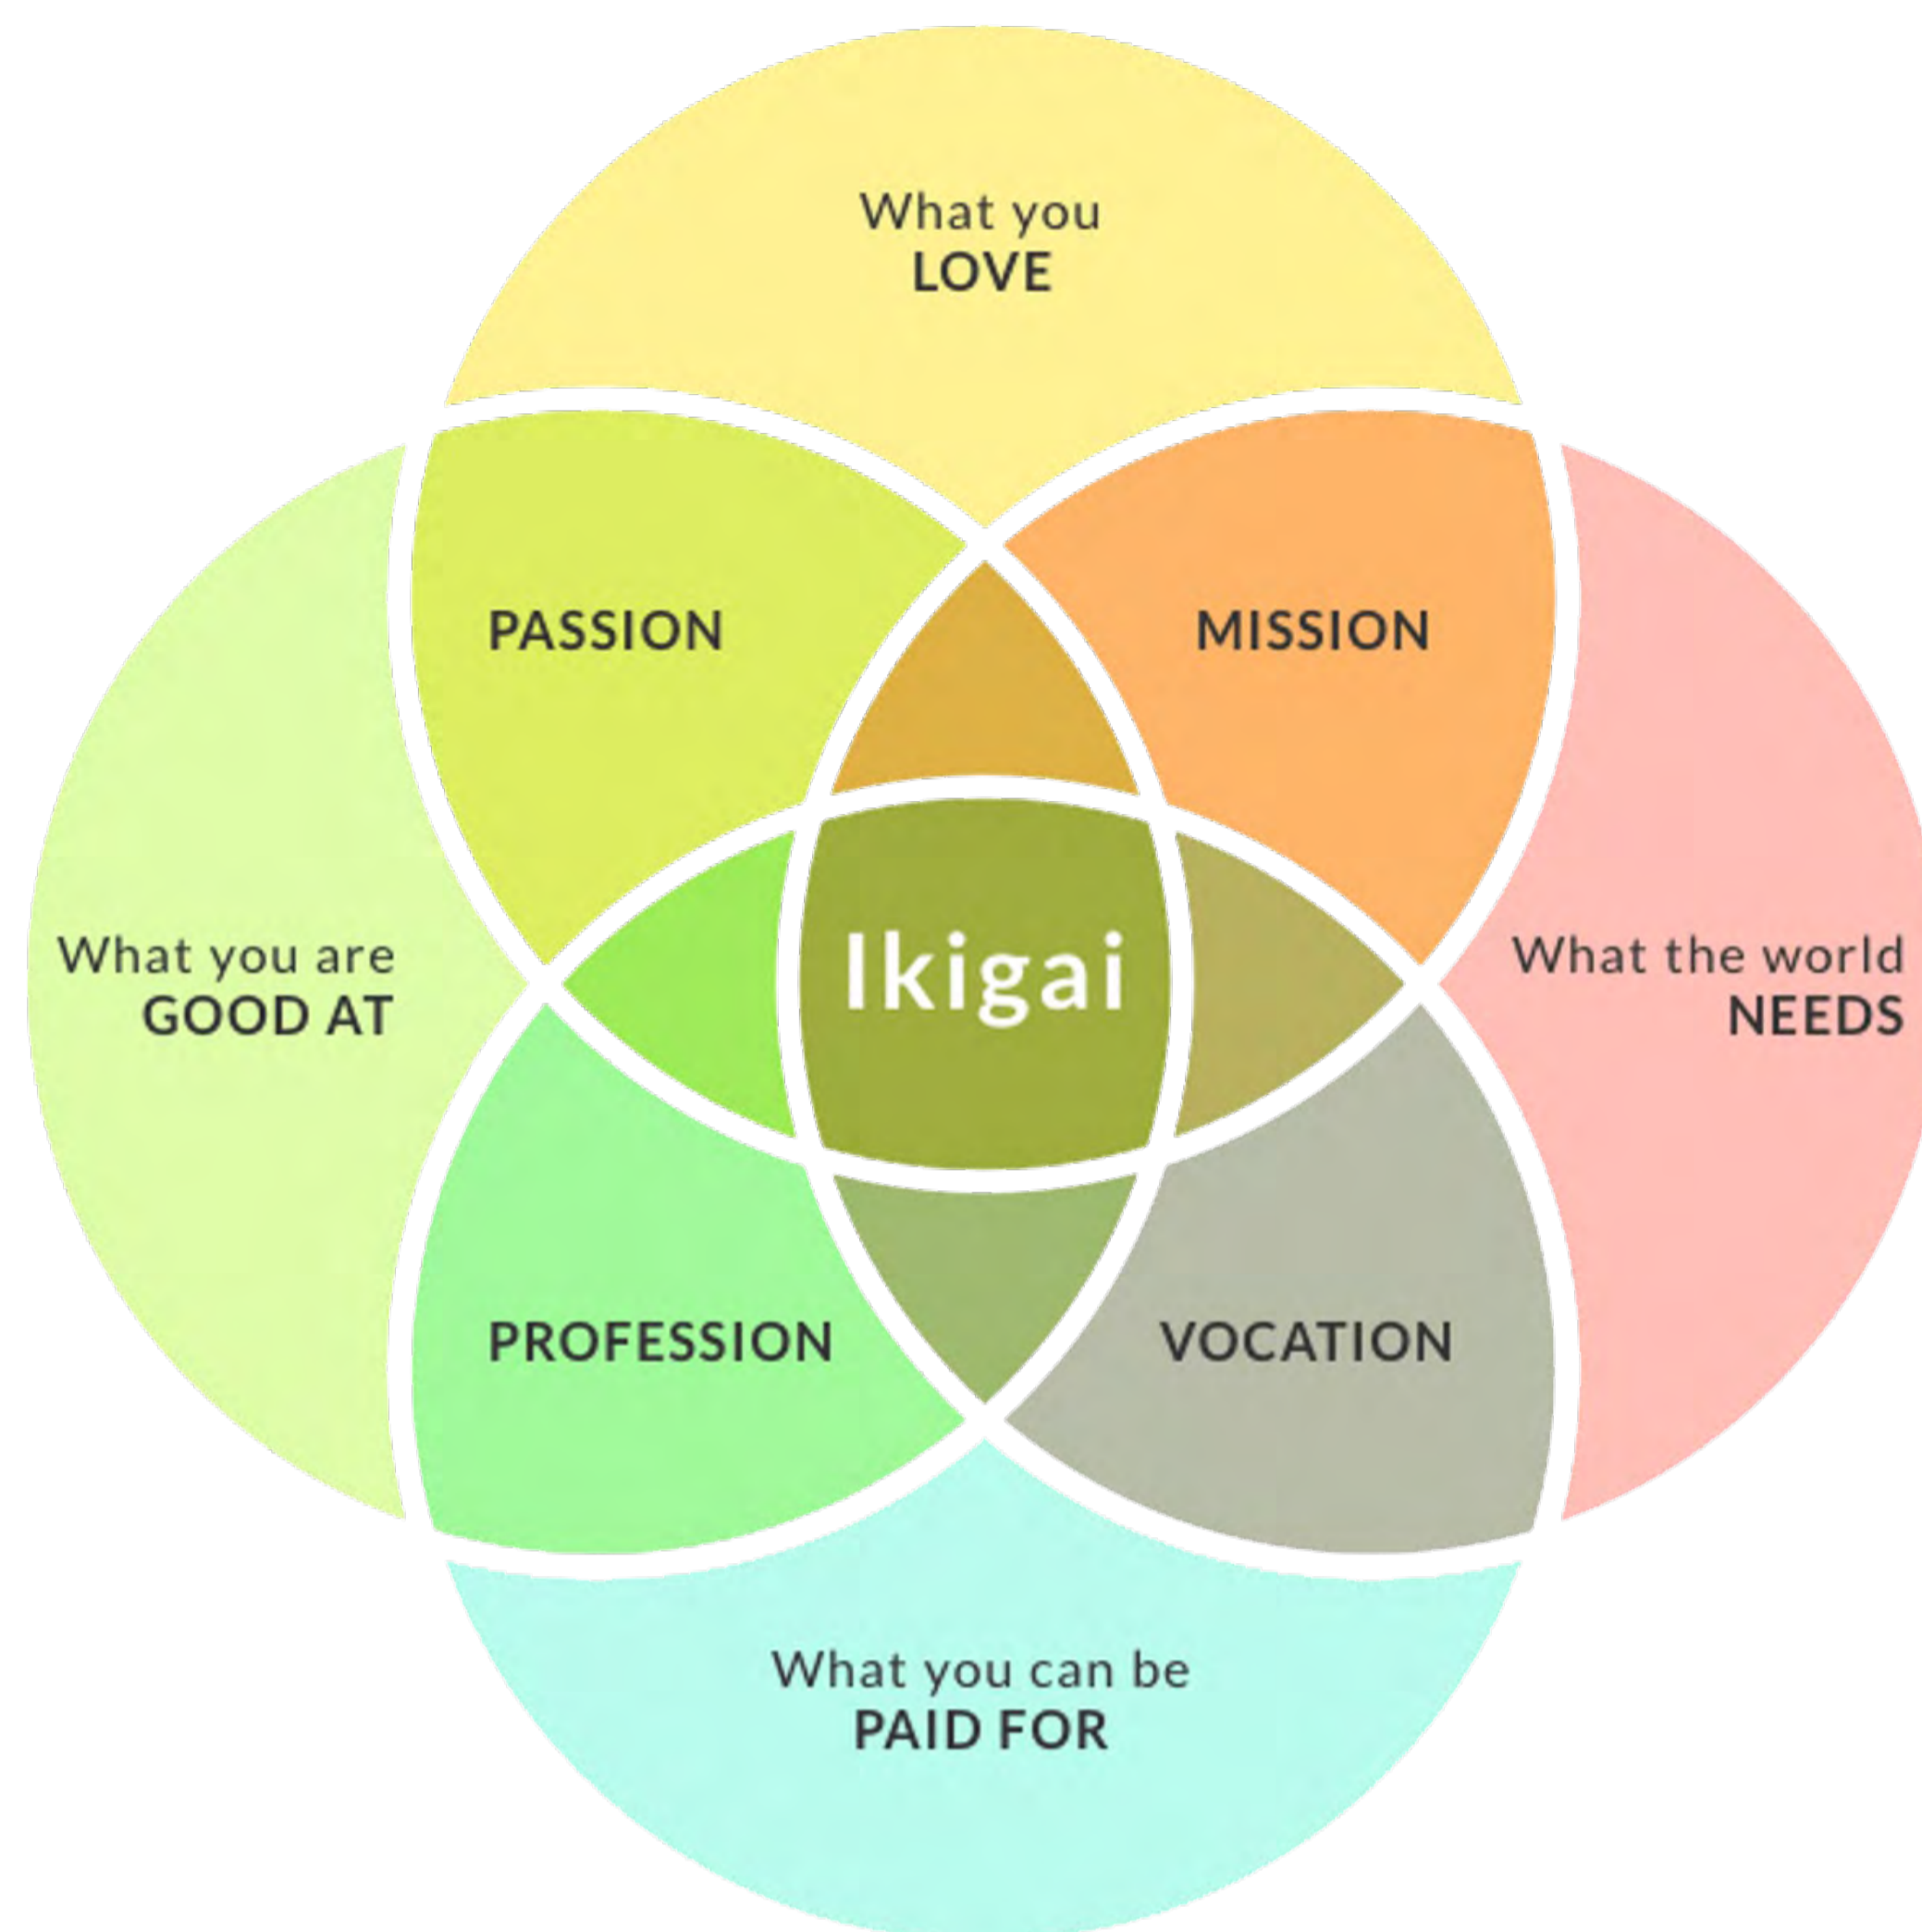 What you
LOVE
PASSION
MISSION
What you are
GOOD AT
Ikigai
What the world
NEEDS
PROFESSION
VOCATION
What you can be
PAID FOR